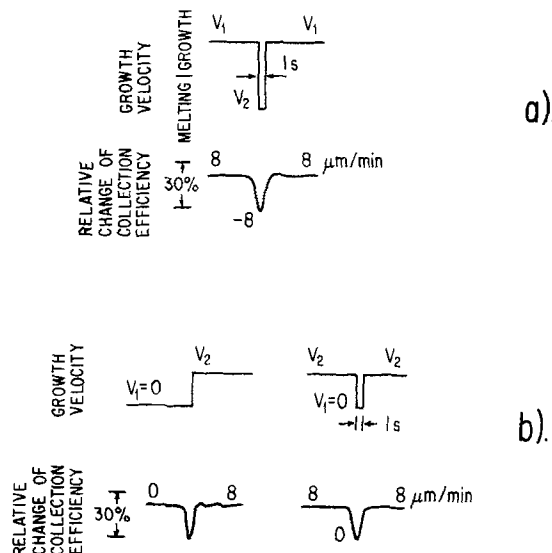 V₁ V₁
GROWTH
VELOCITY
MELTING | GROWTH
1s
V₂
a).
8 8 μm/min
RELATIVE
CHANGE OF
COLLECTION
EFFICIENCY
30%
-8
GROWTH
VELOCITY
V₁=0
V₂
V₂ V₂
V₁=0
1s
b).
RELATIVE
CHANGE OF
COLLECTION
EFFICIENCY
30%
0 8
8 8 μm/min
0